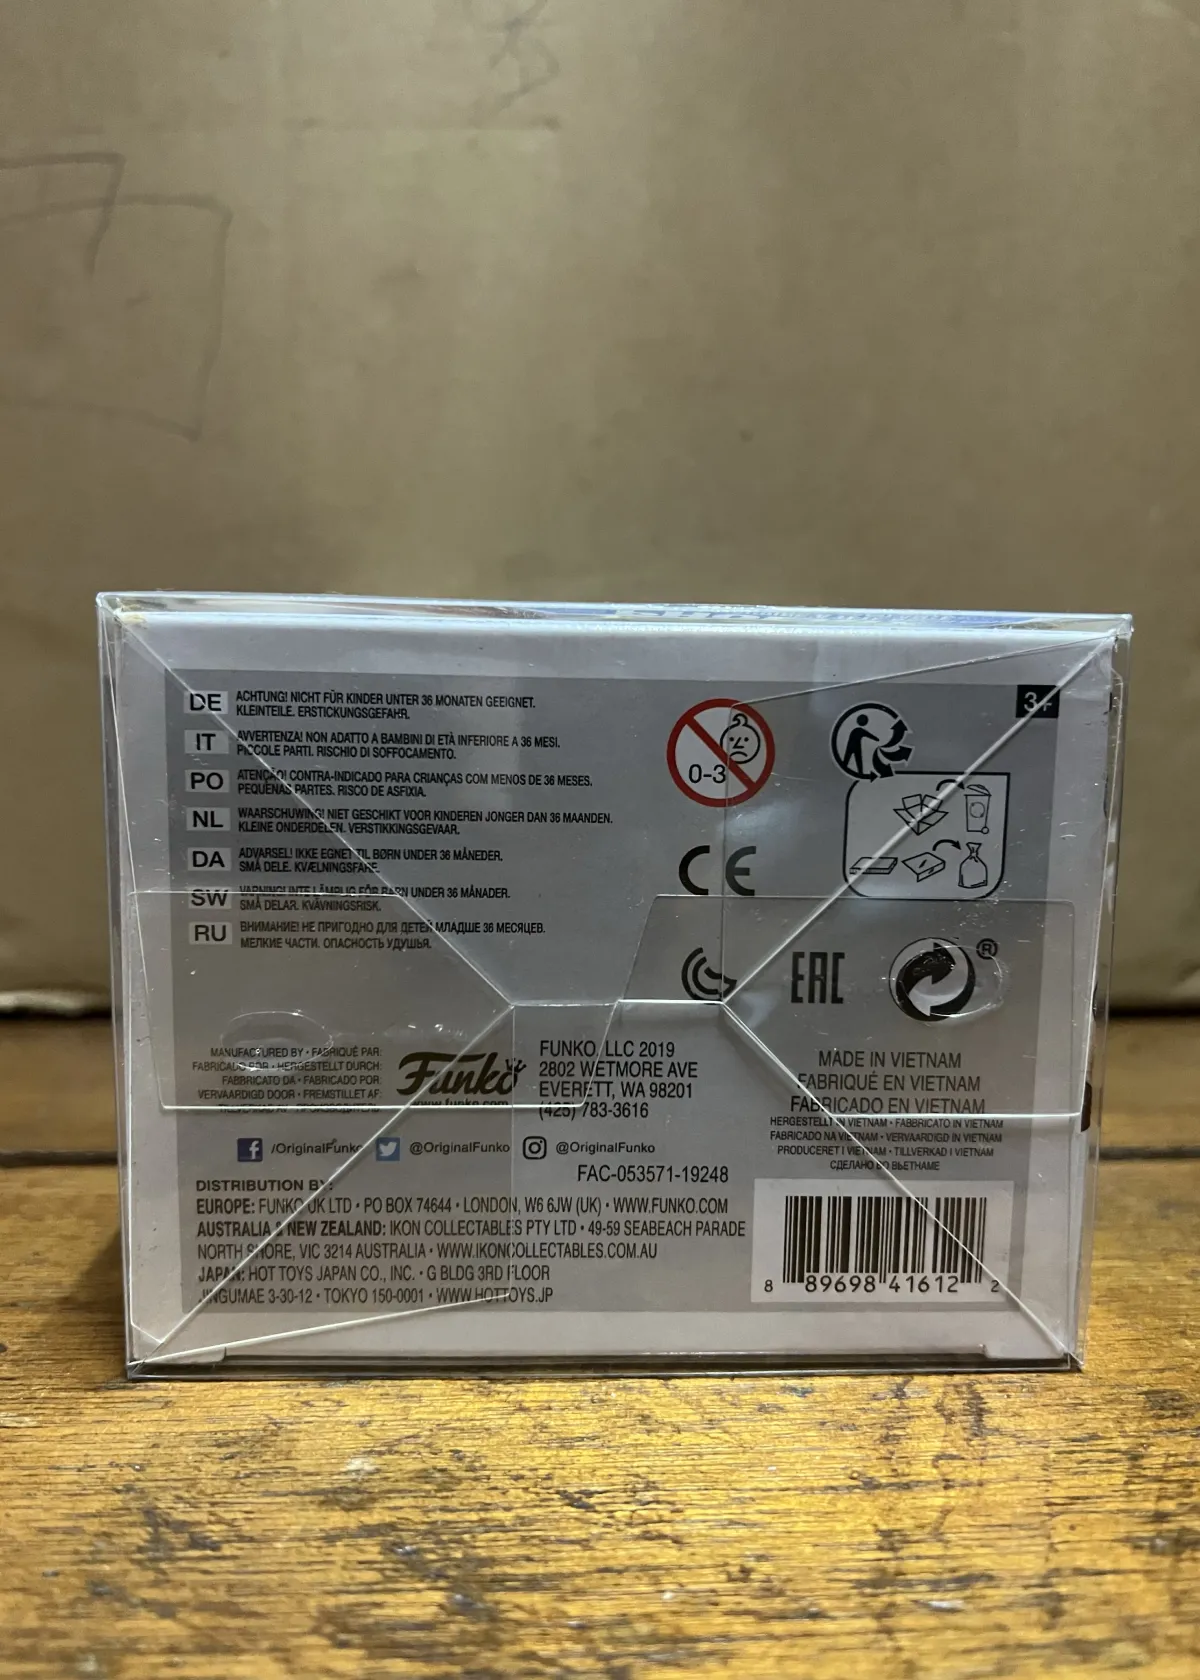 DE ACHTUNG! NICHT FÜR KINDER UNTER 36 MONATEN GEEIGNET.
KLEINTEILE. ERSTICKUNGSGEFAHR.
IT AVVERTENZA! NON ADATTO A BAMBINI DI ETÀ INFERIORE A 36 MESI.
PICCOLE PARTI. RISCHIO DI SOFFOCAMENTO.
PO ATENÇÃO! CONTRA-INDICADO PARA CRIANÇAS COM MENOS DE 36 MESES.
PEQUENAS PARTES. RISCO DE ASFIXIA.
NL WAARSCHUWING! NIET GESCHIKT VOOR KINDEREN JONGER DAN 36 MAANDEN.
KLEINE ONDERDELEN. VERSTIKKINGSGEVAAR.
DA ADVARSEL! IKKE EGNET TIL BØRN UNDER 36 MÅNEDER.
SMÅ DELE. KVÆLNINGSFARE.
SW VARNING! INTE LÄMPLIG FÖR BARN UNDER 36 MÅNADER.
SMÅ DELAR. KVÄVNINGSRISK.
RU ВНИМАНИЕ! НЕ ПРИГОДНО ДЛЯ ДЕТЕЙ МЛАДШЕ 36 МЕСЯЦЕВ.
МЕЛКИЕ ЧАСТИ. ОПАСНОСТЬ УДУШЬЯ.
0-3
3+
CE
EAC
®
MANUFACTURED BY • FABRIQUÉ PAR:
FABRICADO POR • HERGESTELLT DURCH:
FABBRICATO DA • FABRICADO POR:
VERVAARDIGD DOOR • FREMSTILLET AF:
Funko
www.funko.com
FUNKO, LLC 2019
2802 WETMORE AVE
EVERETT, WA 98201
(425) 783-3616
MADE IN VIETNAM
FABRIQUÉ EN VIETNAM
FABRICADO EN VIETNAM
HERGESTELLT IN VIETNAM • FABBRICATO IN VIETNAM
FABRICADO NA VIETNAM • VERVAARDIGD IN VIETNAM
PRODUCERET I VIETNAM • TILLVERKAD I VIETNAM
СДЕЛАНО ВО ВЬЕТНАМЕ
/OriginalFunko @OriginalFunko @OriginalFunko
FAC-053571-19248
DISTRIBUTION BY:
EUROPE: FUNKO UK LTD • PO BOX 74644 • LONDON, W6 6JW (UK) • WWW.FUNKO.COM
AUSTRALIA & NEW ZEALAND: IKON COLLECTABLES PTY LTD • 49-59 SEABEACH PARADE
NORTH SHORE, VIC 3214 AUSTRALIA • WWW.IKONCOLLECTABLES.COM.AU
JAPAN: HOT TOYS JAPAN CO., INC. • G BLDG 3RD FLOOR
JINGUMAE 3-30-12 • TOKYO 150-0001 • WWW.HOTTOYS.JP
8 89698 41612 2